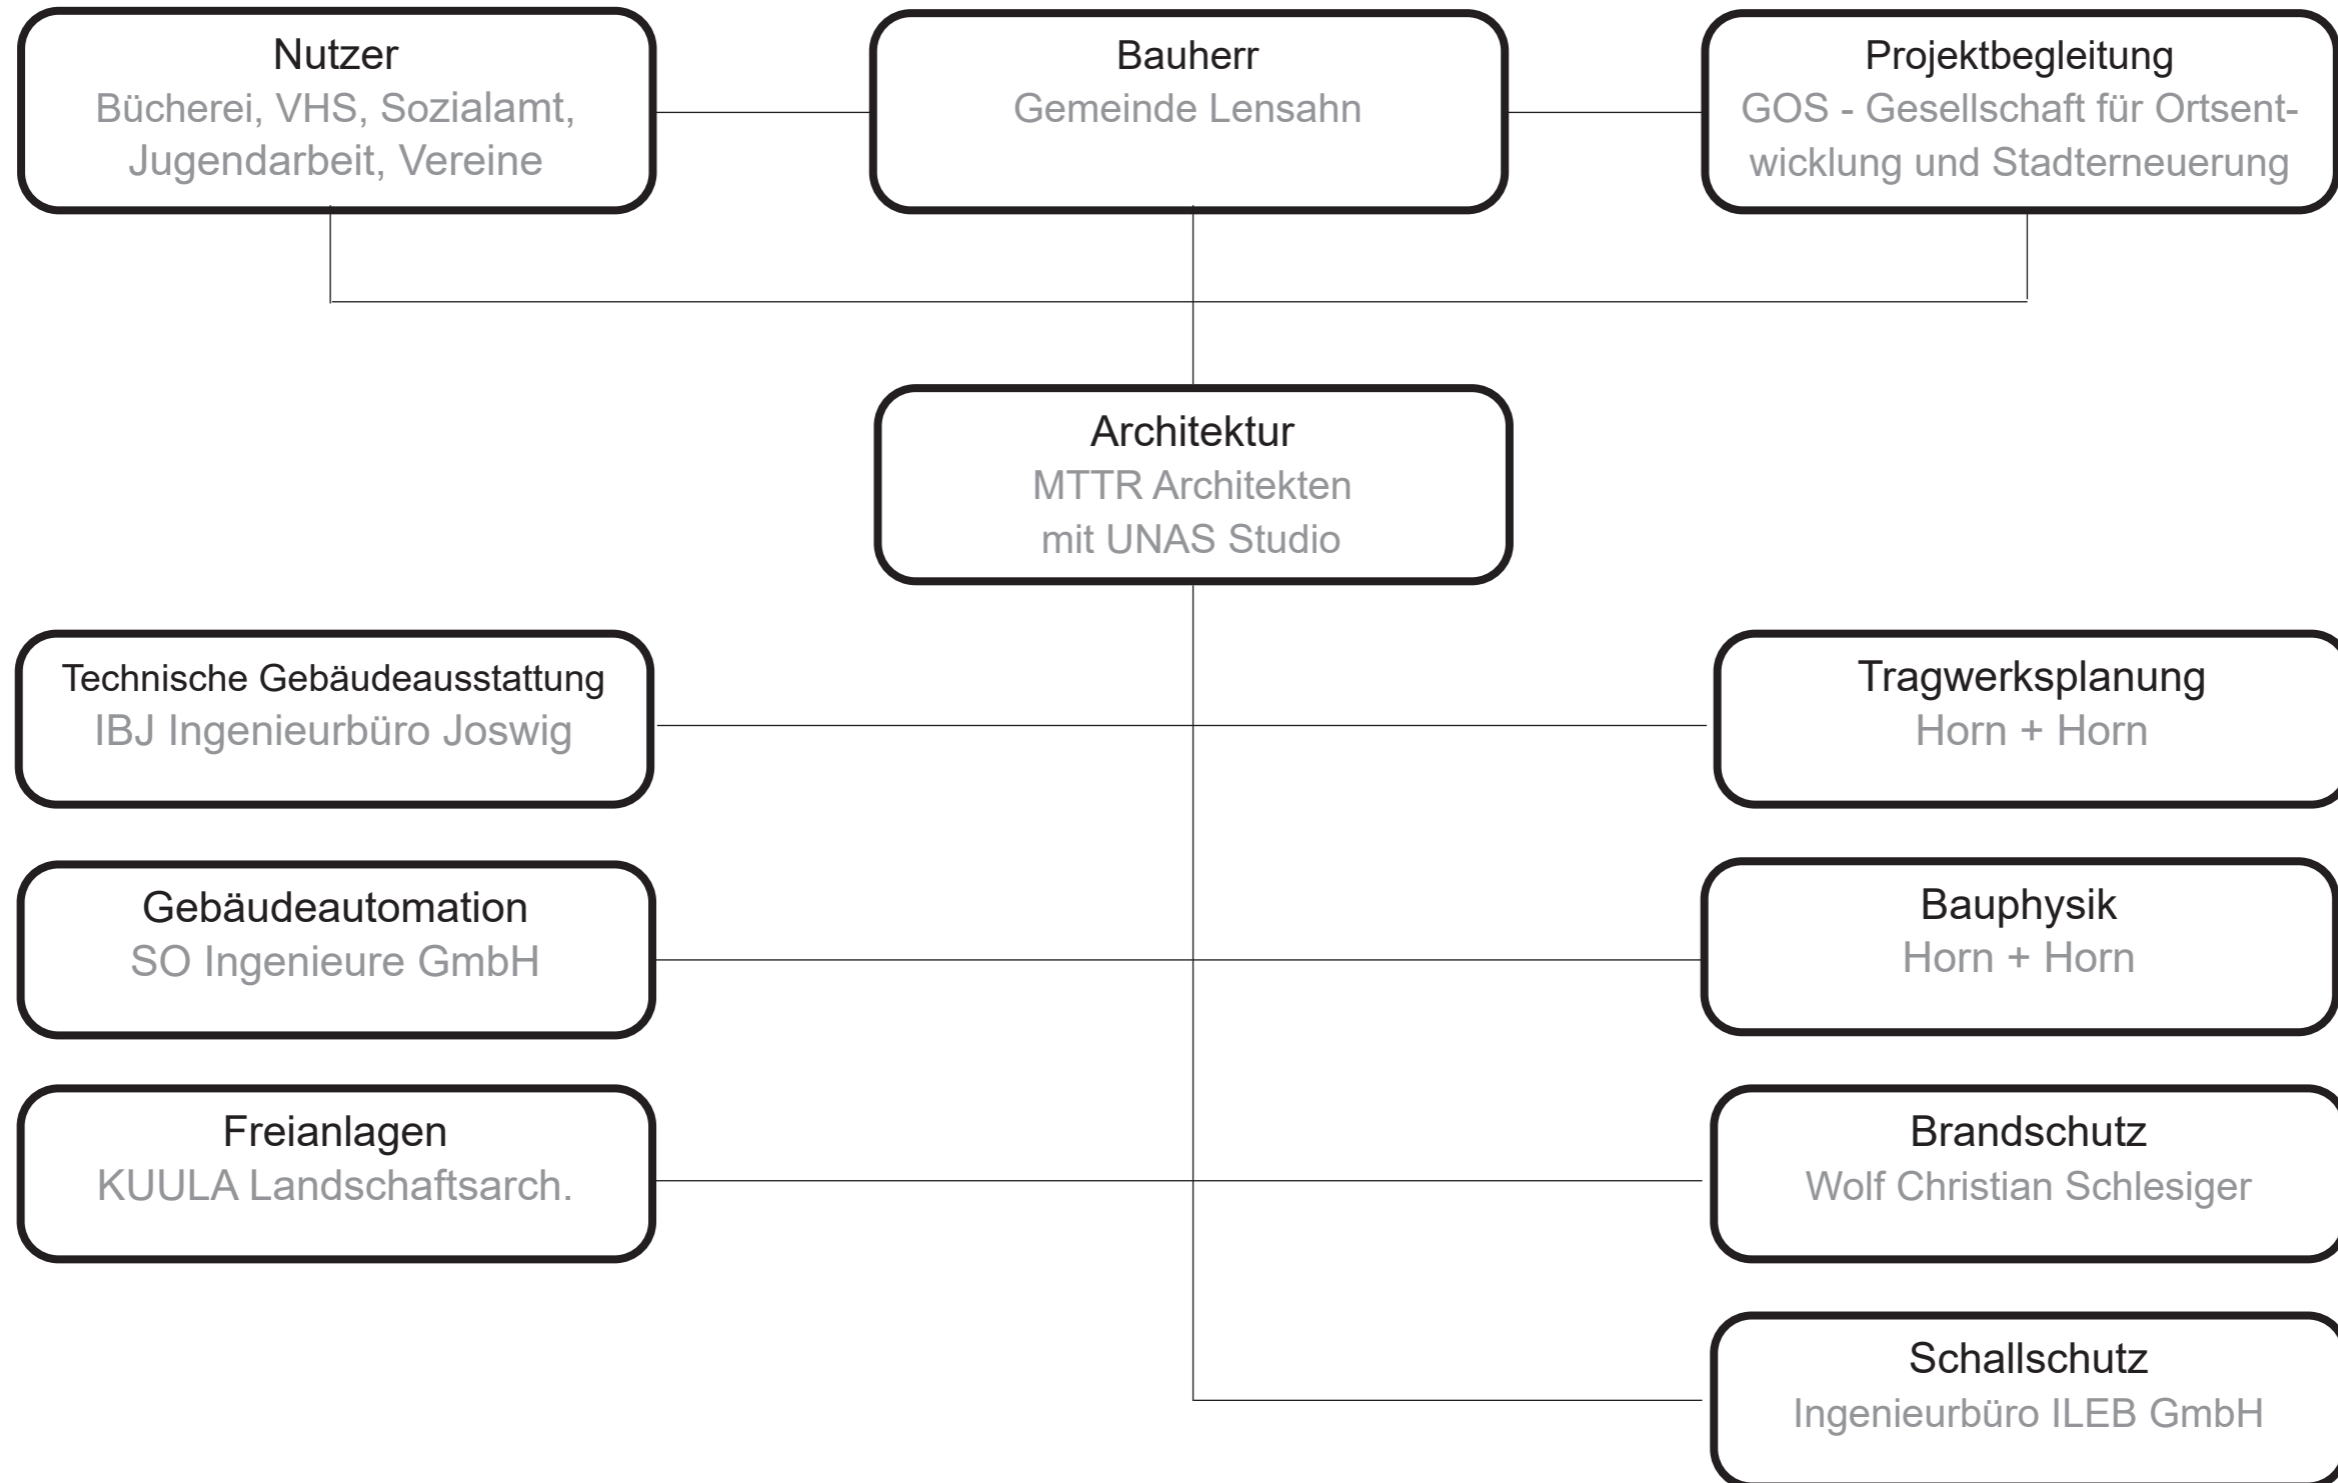 Nutzer
Bücherei, VHS, Sozialamt,
Jugendarbeit, Vereine
Bauherr
Gemeinde Lensahn
Projektbegleitung
GOS - Gesellschaft für Ortsent-
wicklung und Stadterneuerung
Architektur
MTTR Architekten
mit UNAS Studio
Technische Gebäudeausstattung
IBJ Ingenieurbüro Joswig
Tragwerksplanung
Horn + Horn
Gebäudeautomation
SO Ingenieure GmbH
Bauphysik
Horn + Horn
Freianlagen
KUULA Landschaftsarch.
Brandschutz
Wolf Christian Schlesiger
Schallschutz
Ingenieurbüro ILEB GmbH